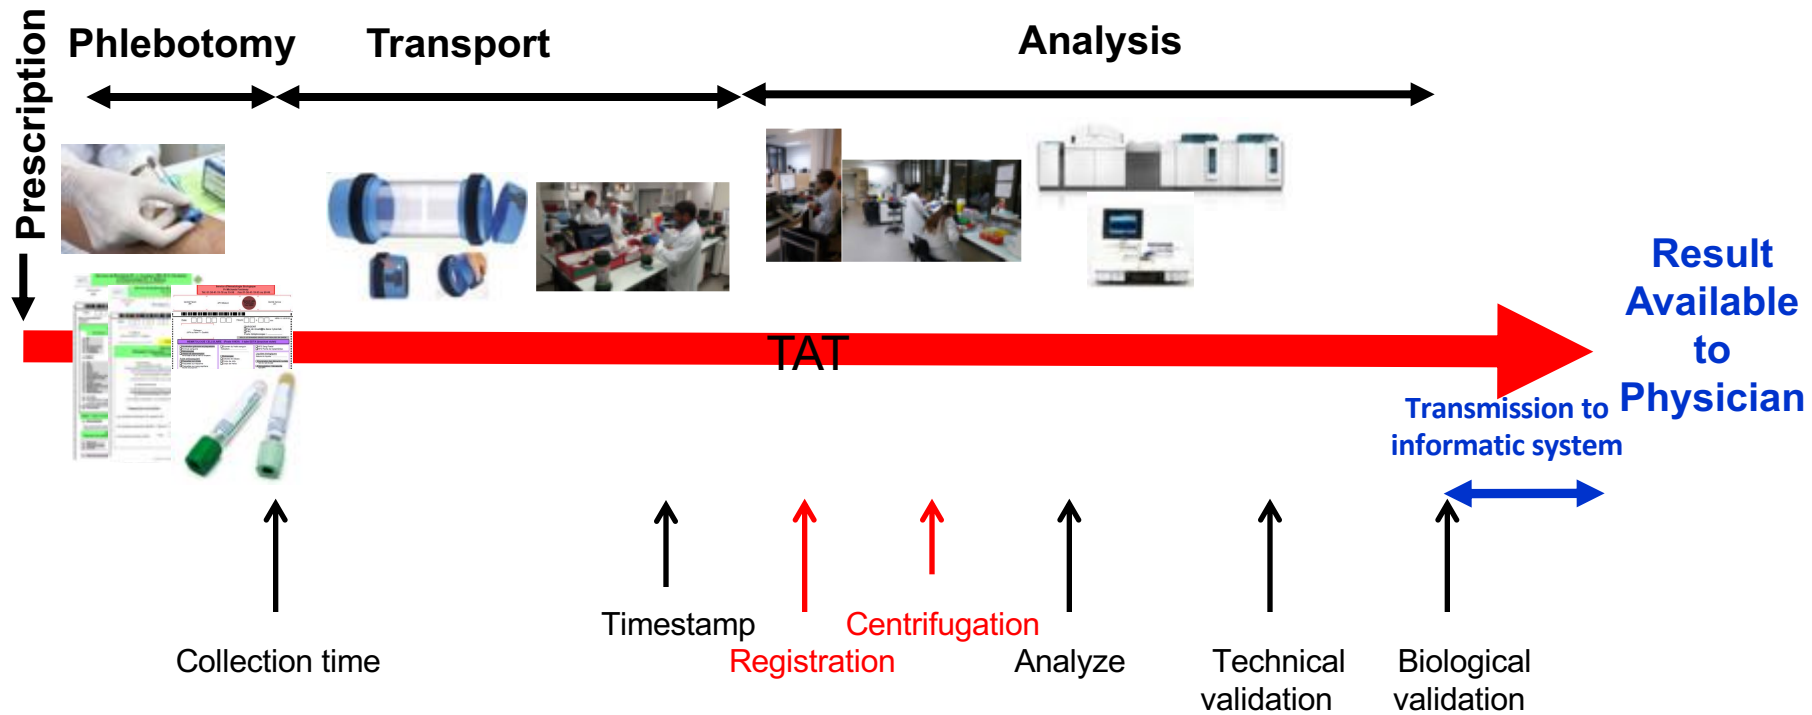 Prescription
Phlebotomy
Transport
Analysis
TAT
Result
Available
to
Physician
Transmission to
informatic system
Timestamp
Centrifugation
Registration
Collection time
Analyze
Technical
validation
Biological
validation